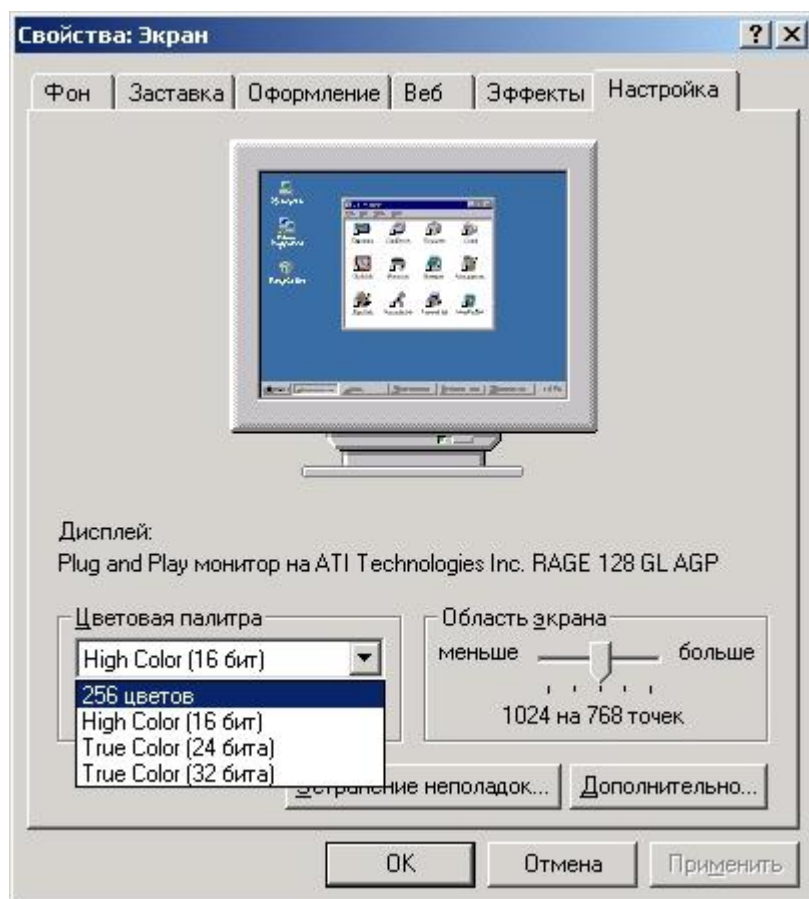 Свойства: Экран
Фон Заставка Оформление Веб Эффекты Настройка
Дисплей:
Plug and Play монитор на ATI Technologies Inc. RAGE 128 GL AGP
Цветовая палитра
High Color (16 бит)
256 цветов
High Color (16 бит)
True Color (24 бита)
True Color (32 бита)
Область экрана
меньше больше
1024 на 768 точек
Устранение неполадок... Дополнительно...
OK Отмена Применить